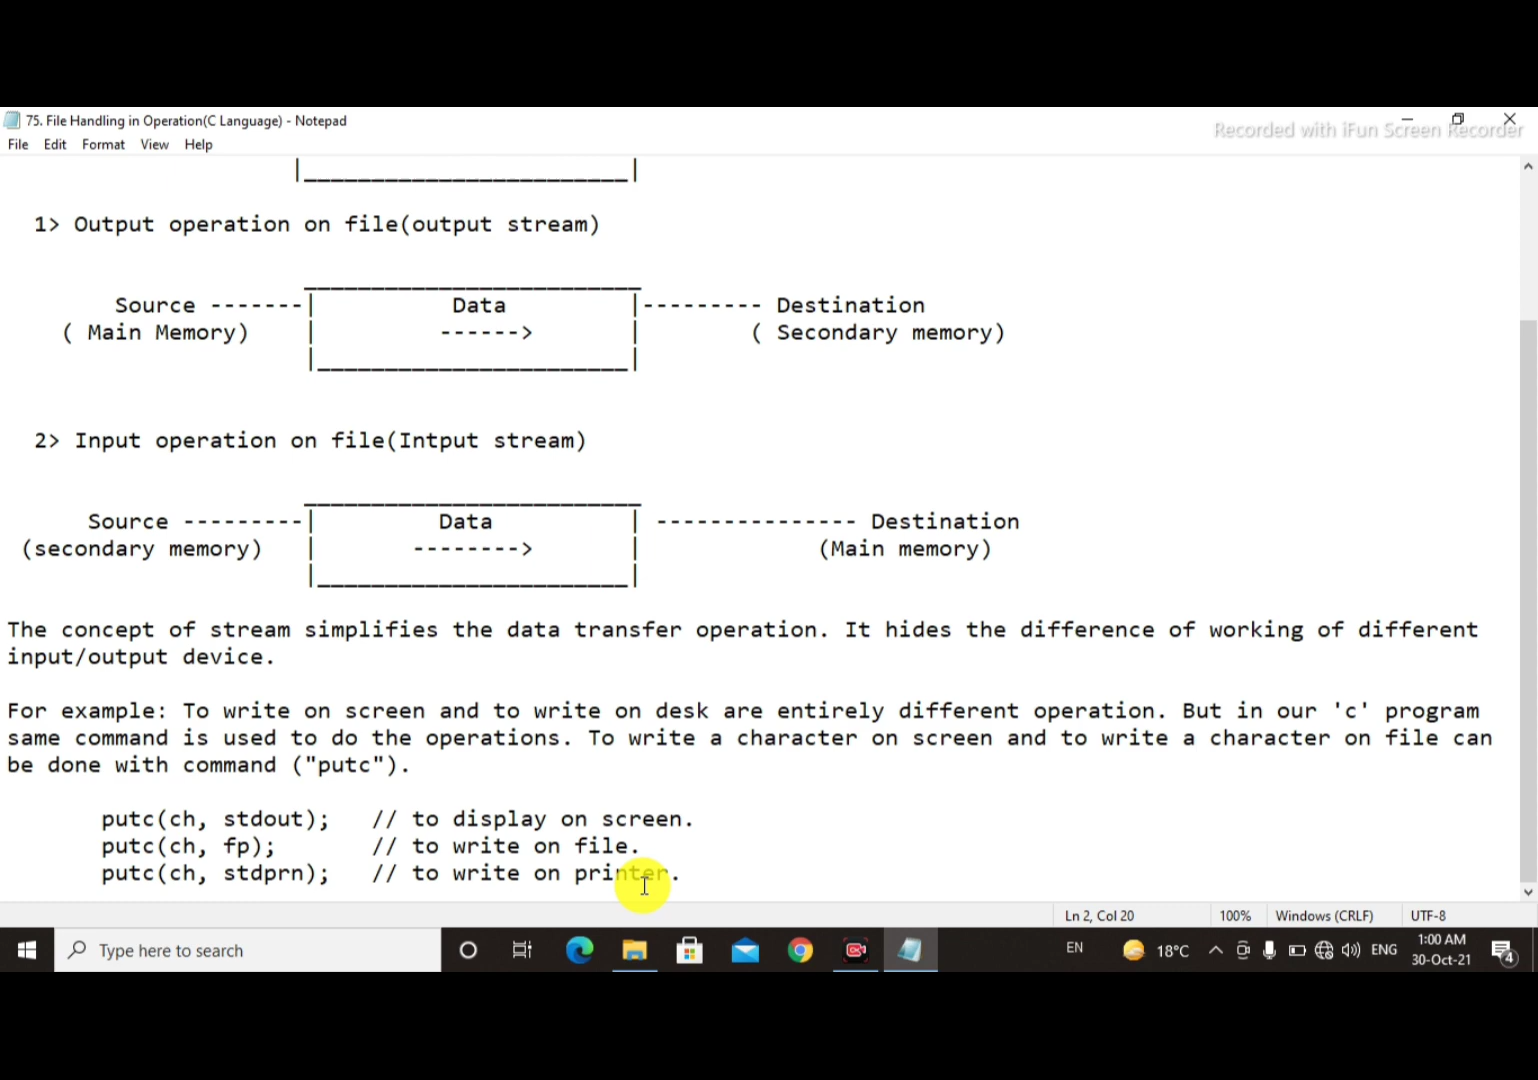 75. File Handling in Operation(C Language) - Notepad
Recorded with iFun Screen Recorder
File Edit Format View Help
1> Output operation on file(output stream)
Source -------| Data |--------- Destination
( Main Memory) | ------> | ( Secondary memory)
2> Input operation on file(Intput stream)
Source ---------| Data | --------------- Destination
(secondary memory) | --------> | (Main memory)
The concept of stream simplifies the data transfer operation. It hides the difference of working of different
input/output device.
For example: To write on screen and to write on desk are entirely different operation. But in our 'c' program
same command is used to do the operations. To write a character on screen and to write a character on file can
be done with command ("putc").
putc(ch, stdout); // to display on screen.
putc(ch, fp); // to write on file.
putc(ch, stdprn); // to write on printer.
Ln 2, Col 20 100% Windows (CRLF) UTF-8
Type here to search
EN 18°C ENG
1:00 AM
30-Oct-21
4